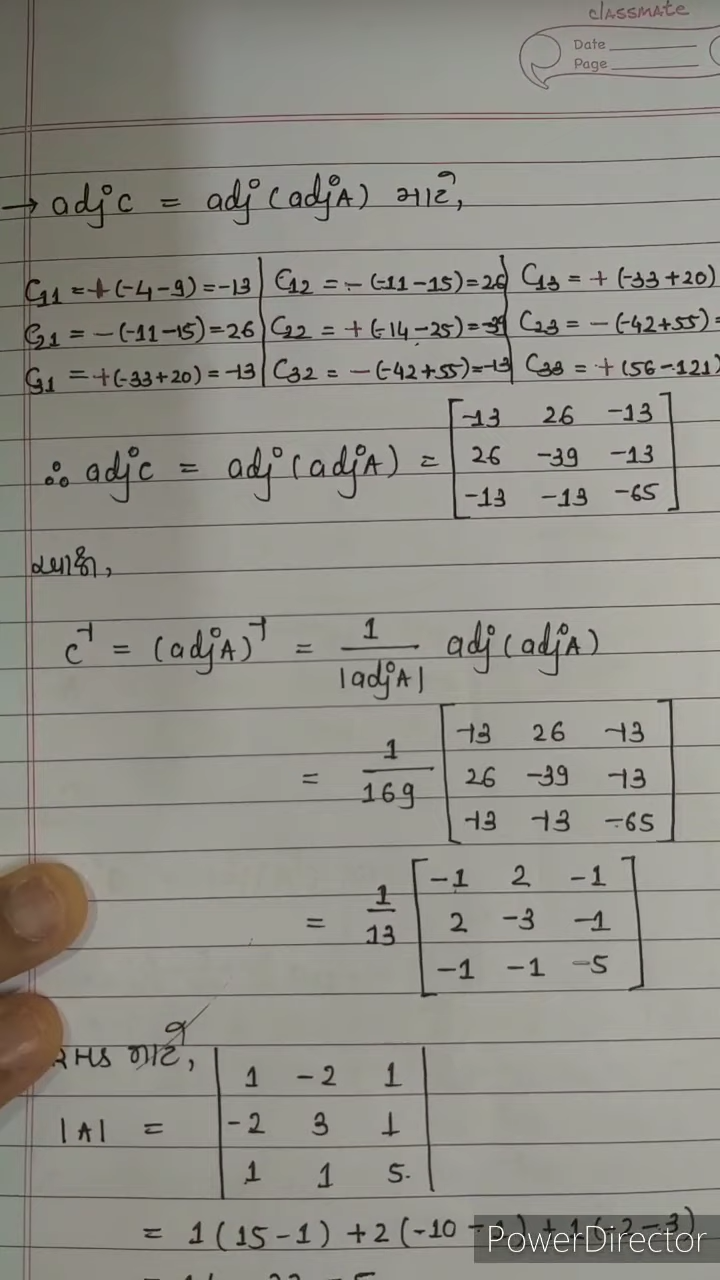 classmate
Date
Page
→ adj C = adj (adj A) માટે,
C11 = +(-4-9) = -13 | C12 = -(-11-15) = 26 | C13 = +(-33+20)
C21 = -(-11-15) = 26 | C22 = +(-14-25) = -39 | C23 = -(-42+55) =
C31 = +(-33+20) = -13 | C32 = -(-42+55) = -13 | C33 = +(56-121)
∴ adj C = adj (adj A) = [-13 26 -13
26 -39 -13
-13 -13 -65]
C⁻¹ = (adj A)⁻¹ = 1/|adj A| adj (adj A)
= 1/169 [-13 26 -13
26 -39 -13
-13 -13 -65]
= 1/13 [-1 2 -1
2 -3 -1
-1 -1 -5]
RHS માટે,
|A| = |1 -2 1
-2 3 1
1 1 5|
= 1(15-1) + 2(-10-1) + 1(-2-3)
PowerDirector